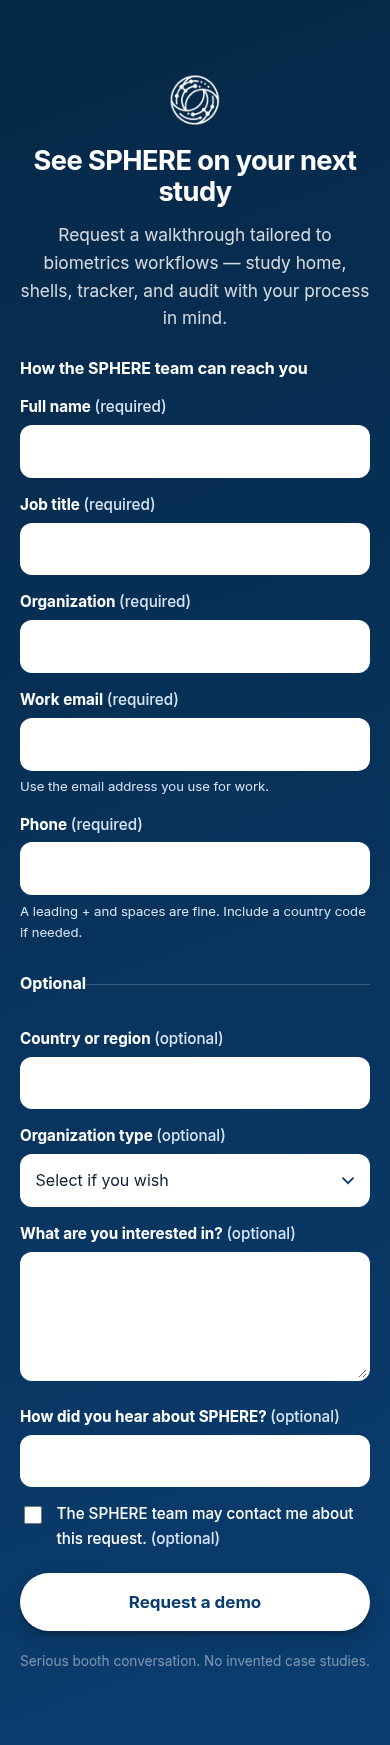 See SPHERE on your next
study
Request a walkthrough tailored to
biometrics workflows — study home,
shells, tracker, and audit with your process
in mind.
How the SPHERE team can reach you
Full name (required)
Job title (required)
Organization (required)
Work email (required)
Use the email address you use for work.
Phone (required)
A leading + and spaces are fine. Include a country code
if needed.
Optional
Country or region (optional)
Organization type (optional)
Select if you wish
What are you interested in? (optional)
How did you hear about SPHERE? (optional)
The SPHERE team may contact me about
this request. (optional)
Request a demo
Serious booth conversation. No invented case studies.